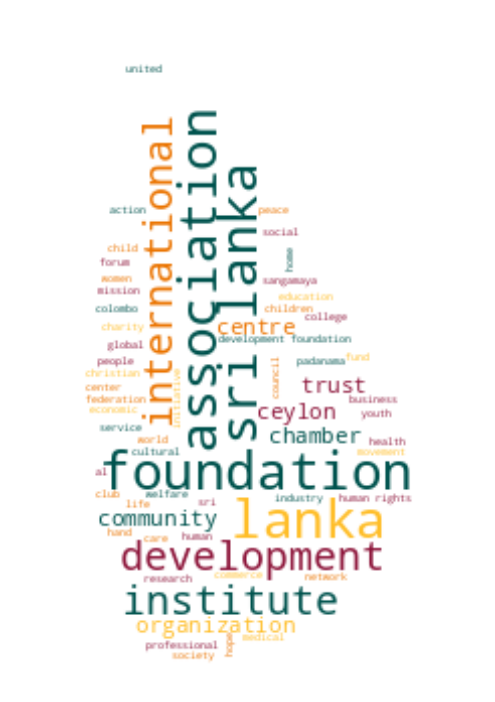 united
international
association
sri lanka
action
peace
child
social
forum
home
women
sangamaya
mission
education
colombo
children
college
charity
centre
global
development foundation
people
padanama
fund
christian
council
initiative
center
trust
federation
business
economic
ceylon
youth
service
chamber
world
health
cultural
movement
al
foundation
club
welfare
industry
human rights
life
sri
community
lanka
hand
care
human
development
research
commerce
network
institute
organization
professional
hope
medical
society